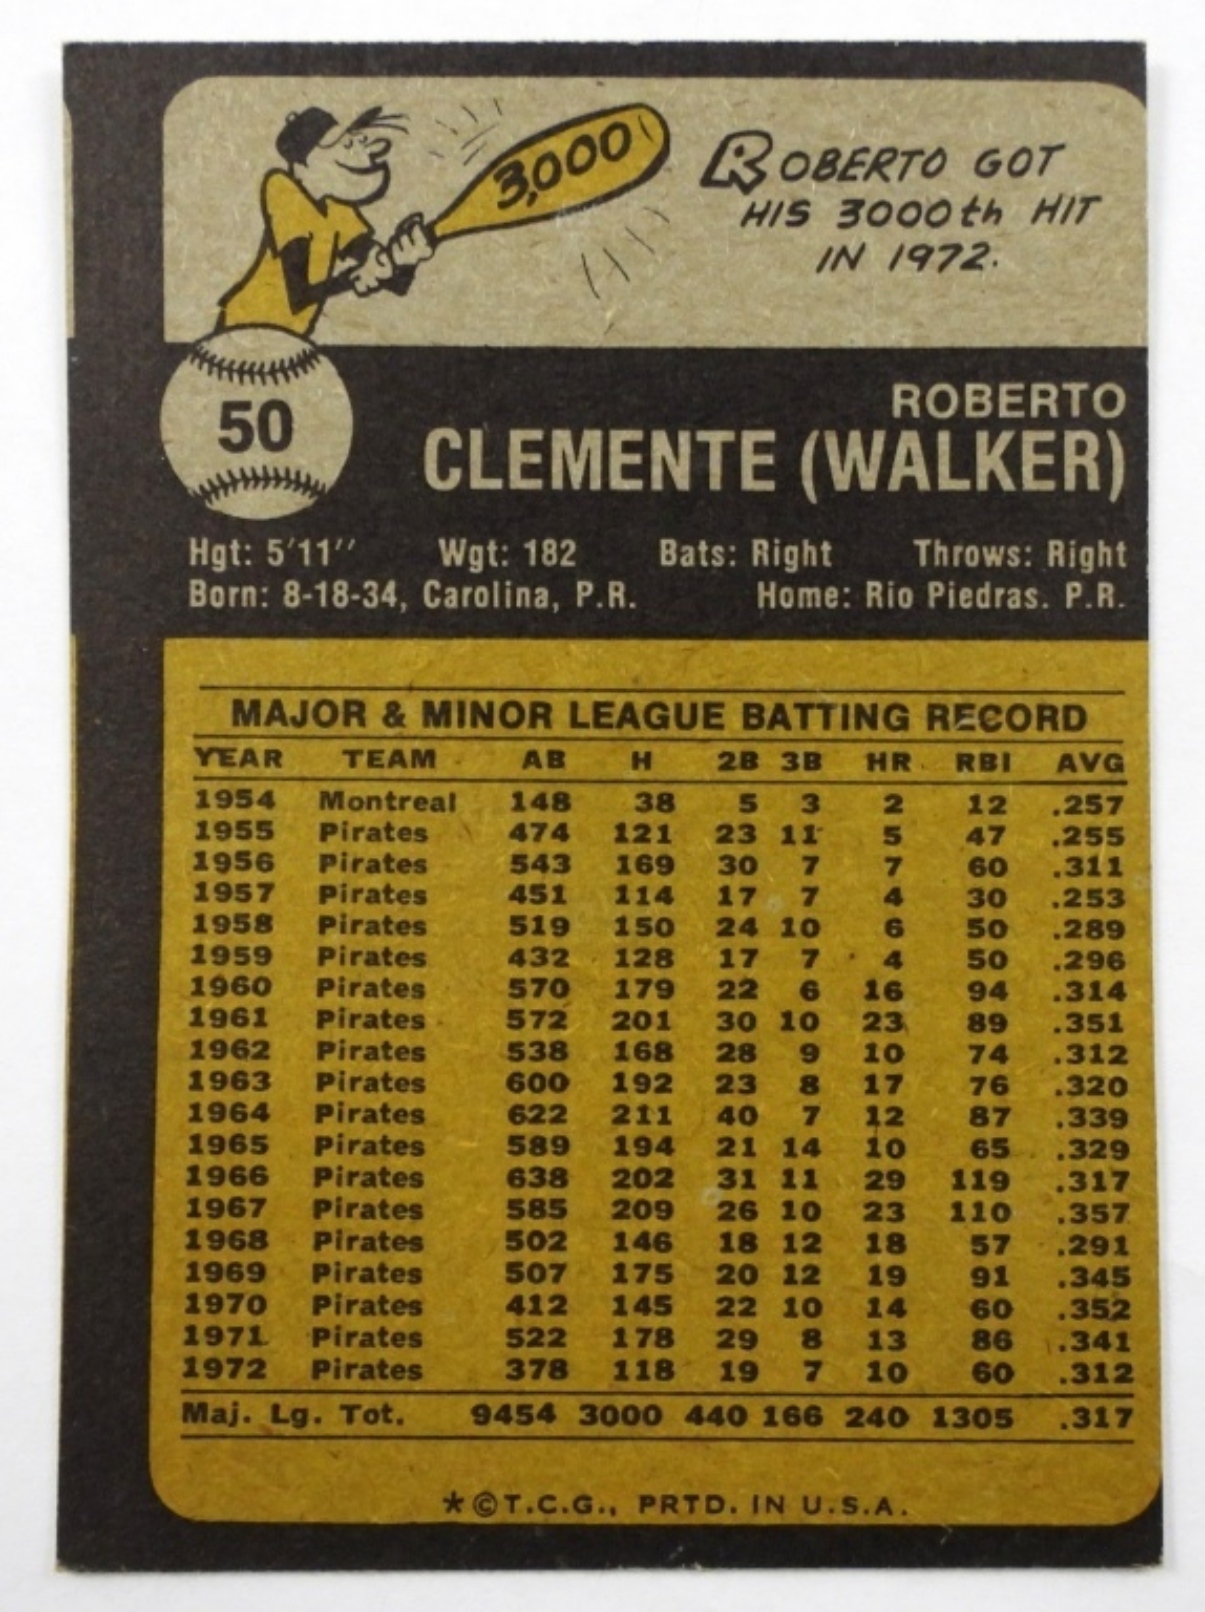 3,000
ROBERTO GOT
HIS 3000th HIT
IN 1972.
50
ROBERTO
CLEMENTE (WALKER)
Hgt: 5'11'' Wgt: 182 Bats: Right Throws: Right
Born: 8-18-34, Carolina, P.R. Home: Rio Piedras. P.R.
MAJOR & MINOR LEAGUE BATTING RECORD
YEAR TEAM AB H 2B 3B HR RBI AVG
1954 Montreal 148 38 5 3 2 12 .257
1955 Pirates 474 121 23 11 5 47 .255
1956 Pirates 543 169 30 7 7 60 .311
1957 Pirates 451 114 17 7 4 30 .253
1958 Pirates 519 150 24 10 6 50 .289
1959 Pirates 432 128 17 7 4 50 .296
1960 Pirates 570 179 22 6 16 94 .314
1961 Pirates 572 201 30 10 23 89 .351
1962 Pirates 538 168 28 9 10 74 .312
1963 Pirates 600 192 23 8 17 76 .320
1964 Pirates 622 211 40 7 12 87 .339
1965 Pirates 589 194 21 14 10 65 .329
1966 Pirates 638 202 31 11 29 119 .317
1967 Pirates 585 209 26 10 23 110 .357
1968 Pirates 502 146 18 12 18 57 .291
1969 Pirates 507 175 20 12 19 91 .345
1970 Pirates 412 145 22 10 14 60 .352
1971 Pirates 522 178 29 8 13 86 .341
1972 Pirates 378 118 19 7 10 60 .312
Maj. Lg. Tot. 9454 3000 440 166 240 1305 .317
*©T.C.G., PRTD. IN U.S.A.